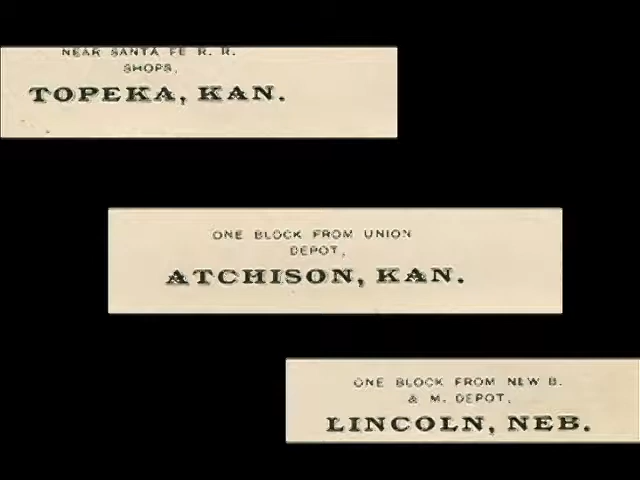 NEAR SANTA FE R. R.
SHOPS,
TOPEKA, KAN.
ONE BLOCK FROM UNION
DEPOT,
ATCHISON, KAN.
ONE BLOCK FROM NEW B.
& M. DEPOT,
LINCOLN, NEB.